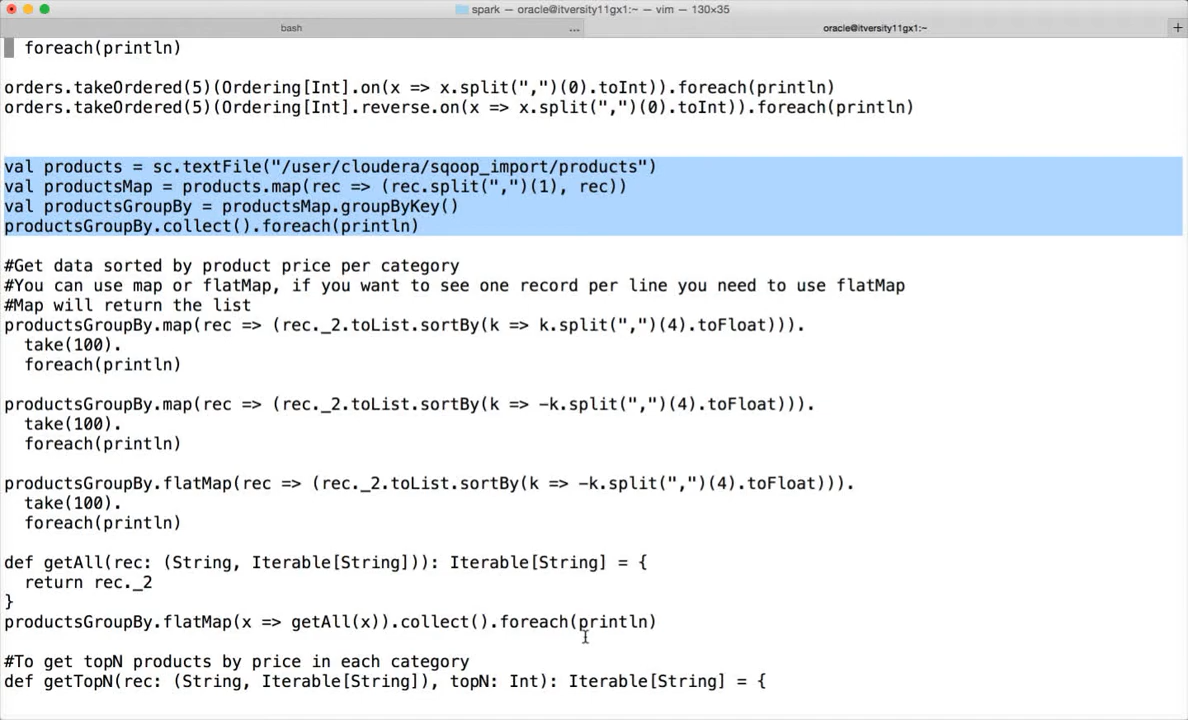 spark — oracle@itversity11gx1:~ — vim — 130×35
bash
...
oracle@itversity11gx1:~
+
foreach(println)
orders.takeOrdered(5)(Ordering[Int].on(x => x.split(",")(0).toInt)).foreach(println)
orders.takeOrdered(5)(Ordering[Int].reverse.on(x => x.split(",")(0).toInt)).foreach(println)
val products = sc.textFile("/user/cloudera/sqoop_import/products")
val productsMap = products.map(rec => (rec.split(",")(1), rec))
val productsGroupBy = productsMap.groupByKey()
productsGroupBy.collect().foreach(println)
#Get data sorted by product price per category
#You can use map or flatMap, if you want to see one record per line you need to use flatMap
#Map will return the list
productsGroupBy.map(rec => (rec._2.toList.sortBy(k => k.split(",")(4).toFloat))).
  take(100).
  foreach(println)
productsGroupBy.map(rec => (rec._2.toList.sortBy(k => -k.split(",")(4).toFloat))).
  take(100).
  foreach(println)
productsGroupBy.flatMap(rec => (rec._2.toList.sortBy(k => -k.split(",")(4).toFloat))).
  take(100).
  foreach(println)
def getAll(rec: (String, Iterable[String])): Iterable[String] = {
  return rec._2
}
productsGroupBy.flatMap(x => getAll(x)).collect().foreach(println)
#To get topN products by price in each category
def getTopN(rec: (String, Iterable[String]), topN: Int): Iterable[String] = {